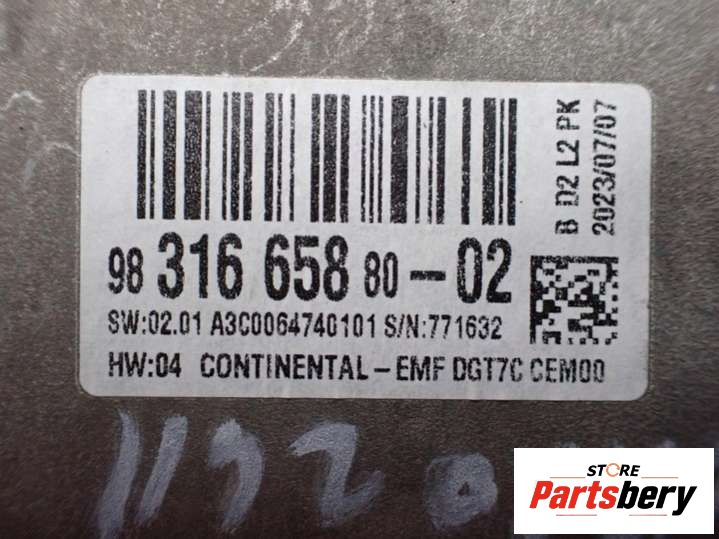 98 316 658 80-02
SW:02.01 A3C0064740101 S/N:771632
HW:04 CONTINENTAL-EMF DGT7C CEM00
B D2 L2 PK
2023/07/07
STORE
Partsbery